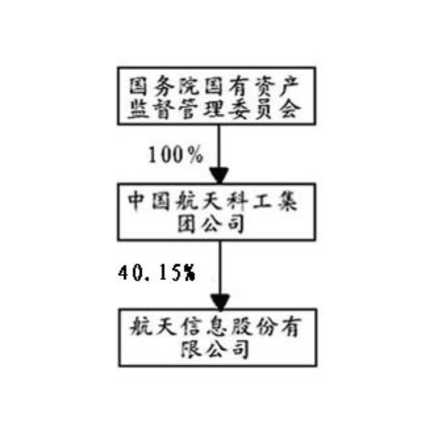 国务院国有资产
监督管理委员会
100%
中国航天科工集
团公司
40.15%
航天信息股份有
限公司